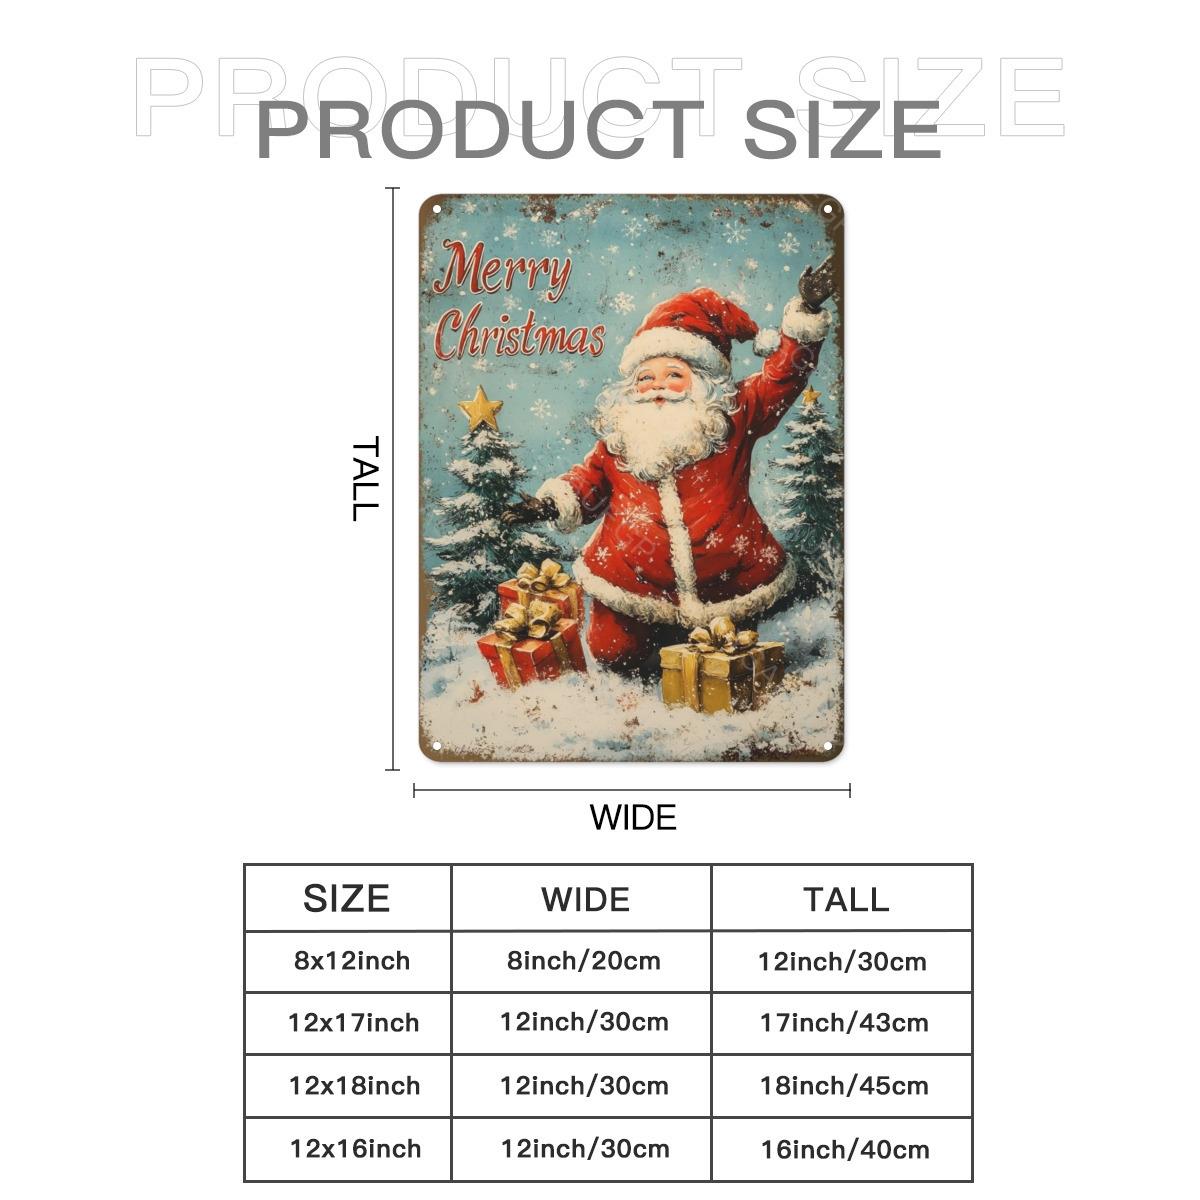 PRODUCT SIZE
PRODUCT SIZE
Merry
Christmas
TALL
WIDE
SIZE WIDE TALL
8x12inch 8inch/20cm 12inch/30cm
12x17inch 12inch/30cm 17inch/43cm
12x18inch 12inch/30cm 18inch/45cm
12x16inch 12inch/30cm 16inch/40cm